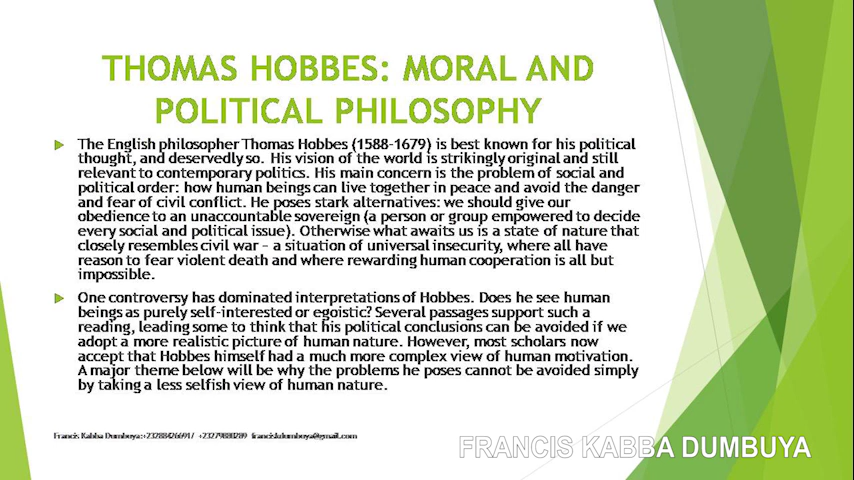 THOMAS HOBBES: MORAL AND
POLITICAL PHILOSOPHY
The English philosopher Thomas Hobbes (1588-1679) is best known for his political
thought, and deservedly so. His vision of the world is strikingly original and still
relevant to contemporary politics. His main concern is the problem of social and
political order: how human beings can live together in peace and avoid the danger
and fear of civil conflict. He poses stark alternatives: we should give our
obedience to an unaccountable sovereign (a person or group empowered to decide
every social and political issue). Otherwise what awaits us is a state of nature that
closely resembles civil war – a situation of universal insecurity, where all have
reason to fear violent death and where rewarding human cooperation is all but
impossible.
One controversy has dominated interpretations of Hobbes. Does he see human
beings as purely self-interested or egoistic? Several passages support such a
reading, leading some to think that his political conclusions can be avoided if we
adopt a more realistic picture of human nature. However, most scholars now
accept that Hobbes himself had a much more complex view of human motivation.
A major theme below will be why the problems he poses cannot be avoided simply
by taking a less selfish view of human nature.
Francis Kabba Dumbuya:
FRANCIS KABBA DUMBUYA